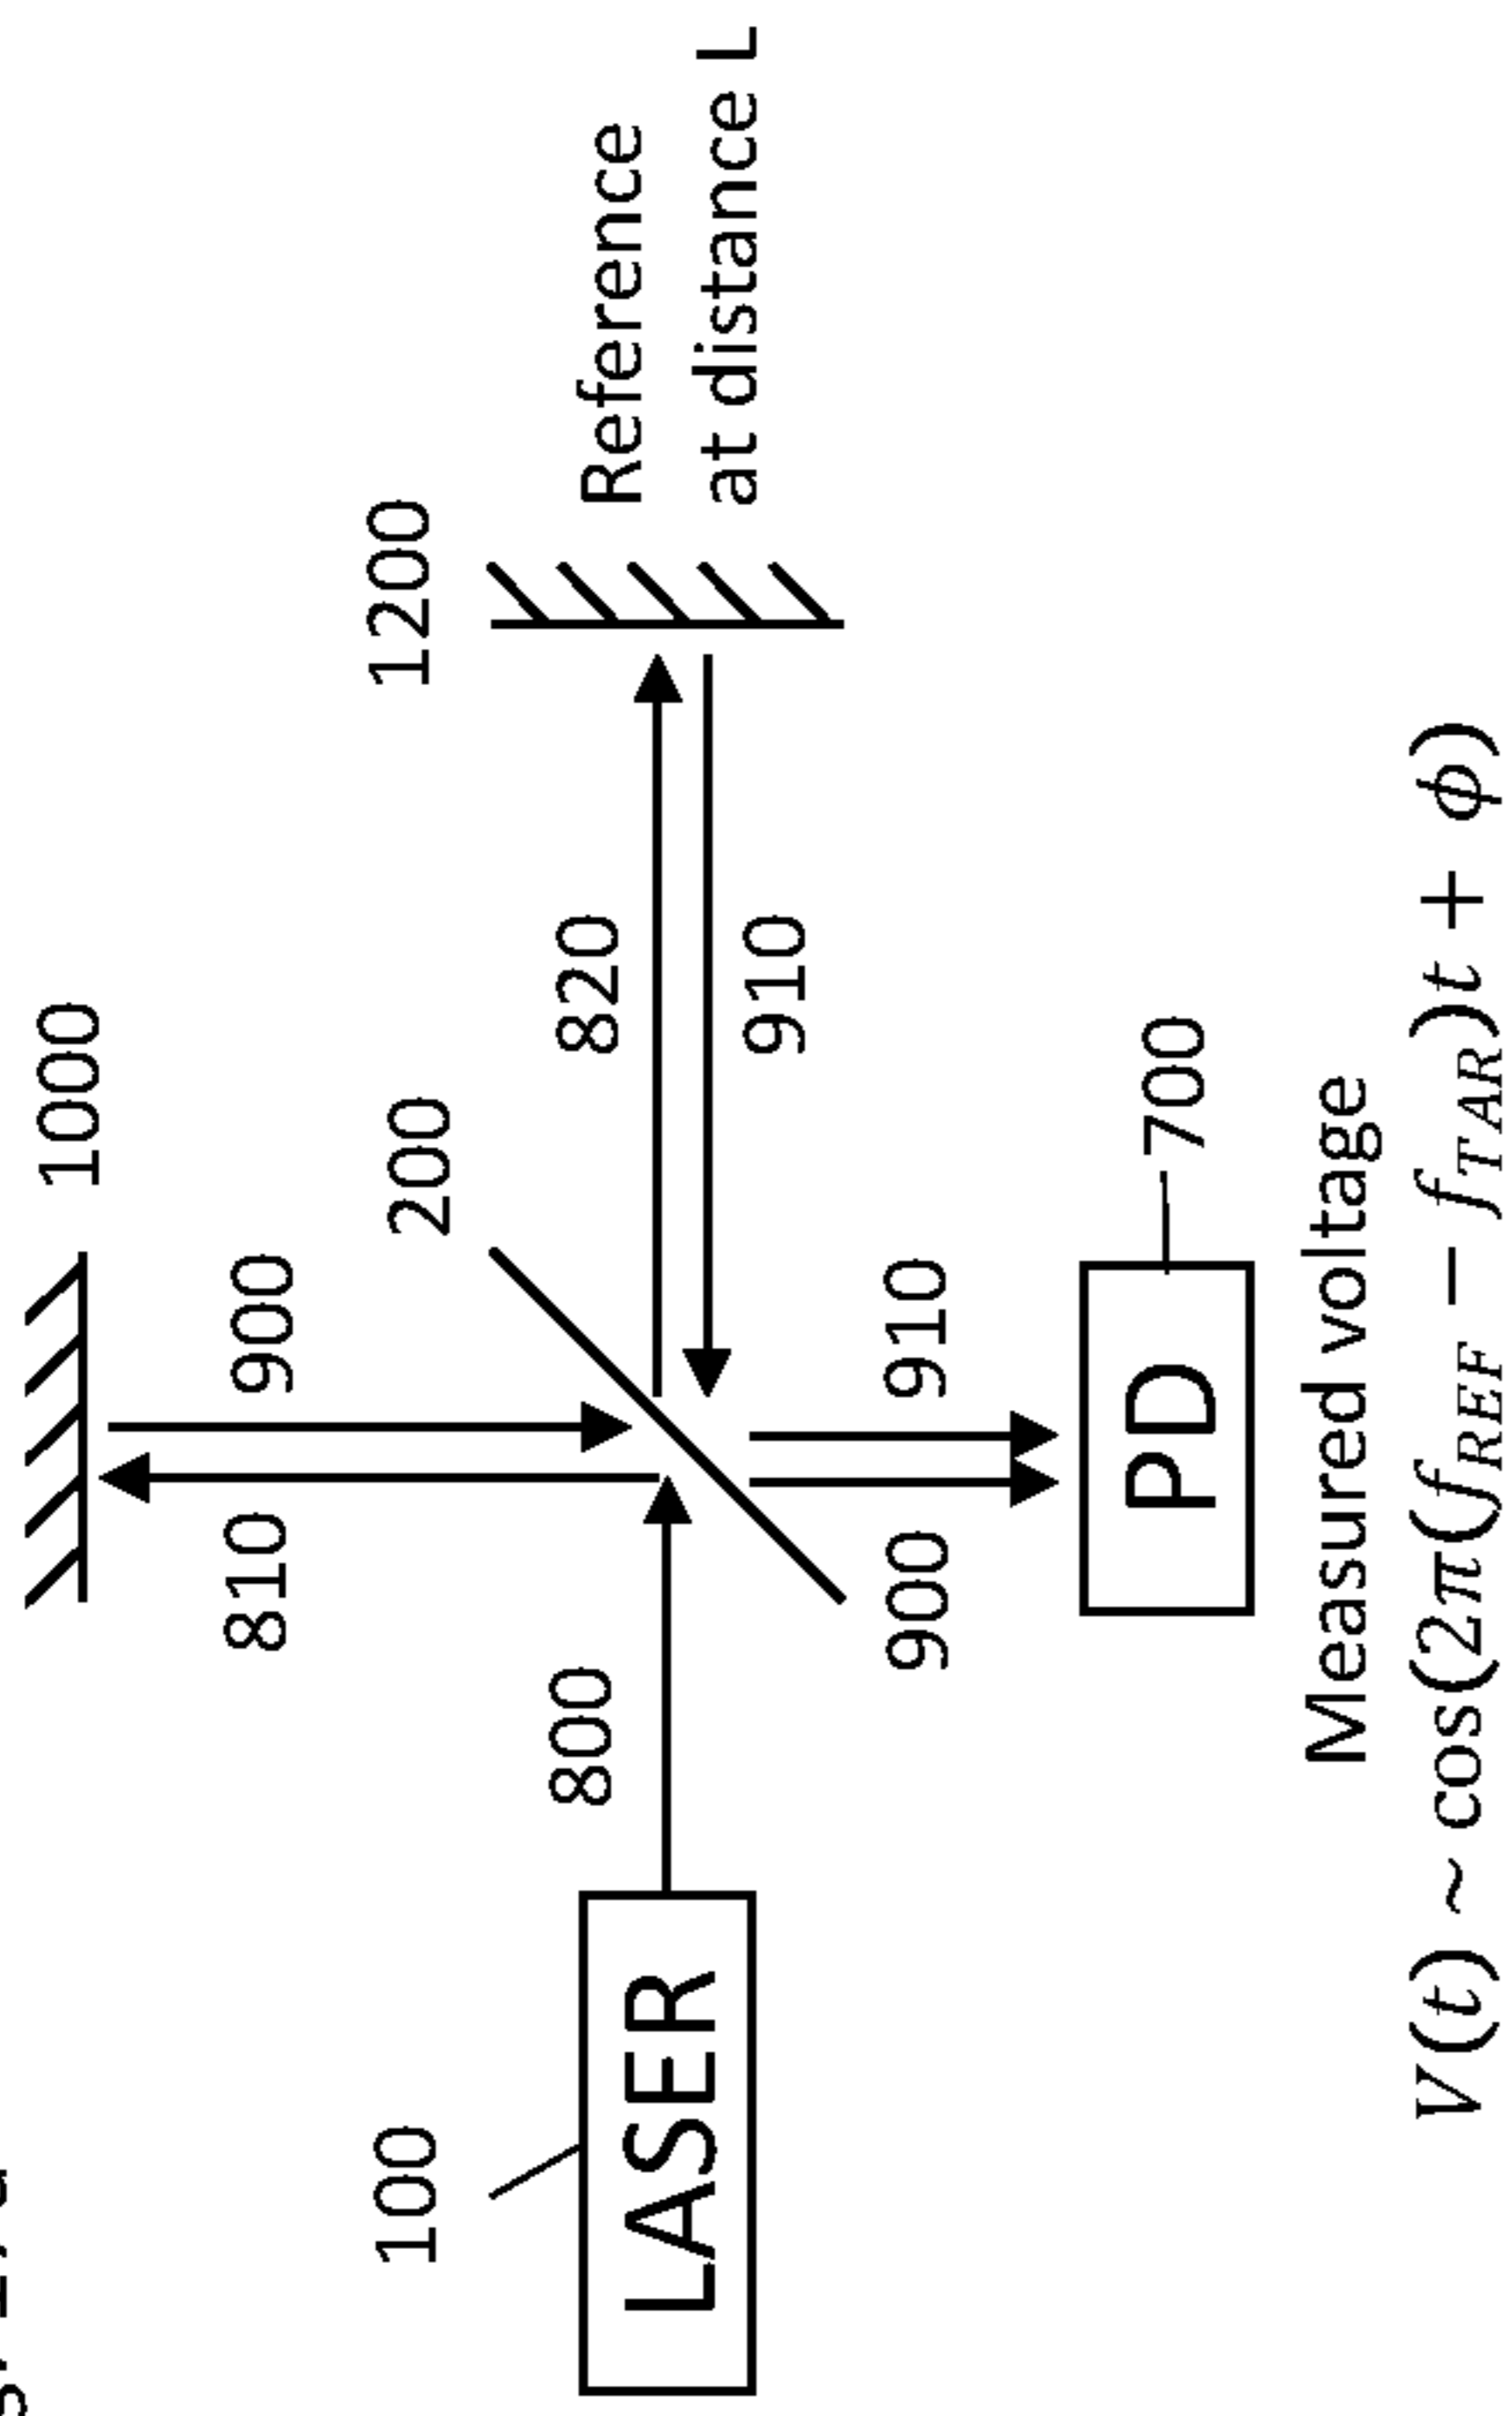 1000
810
900
100
800
200
1200
820
910
Reference
at distance L
LASER
900
910
PD
700
Measured voltage
V(t) ~ cos(2π(f_REF − f_TAR)t + ϕ)